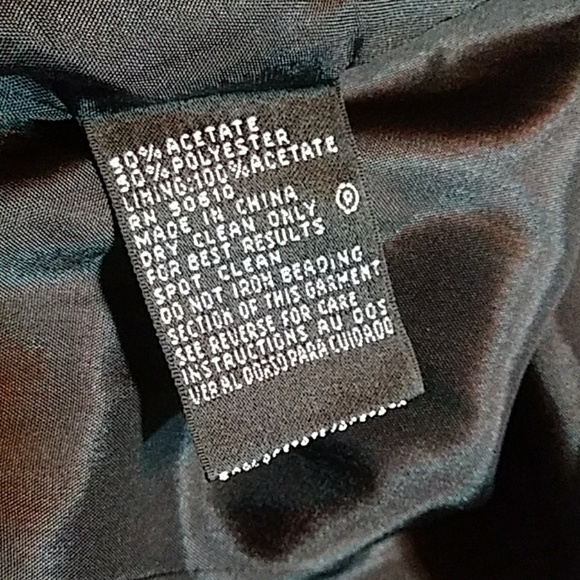 50% ACETATE
50% POLYESTER
LINING:100% ACETATE
RN 50610
MADE IN CHINA
DRY CLEAN ONLY Ⓟ
FOR BEST RESULTS
SPOT CLEAN
DO NOT IRON BEADING
SECTION OF THIS GARMENT
SEE REVERSE FOR CARE
INSTRUCTIONS AU DOS
VER AL DORSO PARA CUIDADO